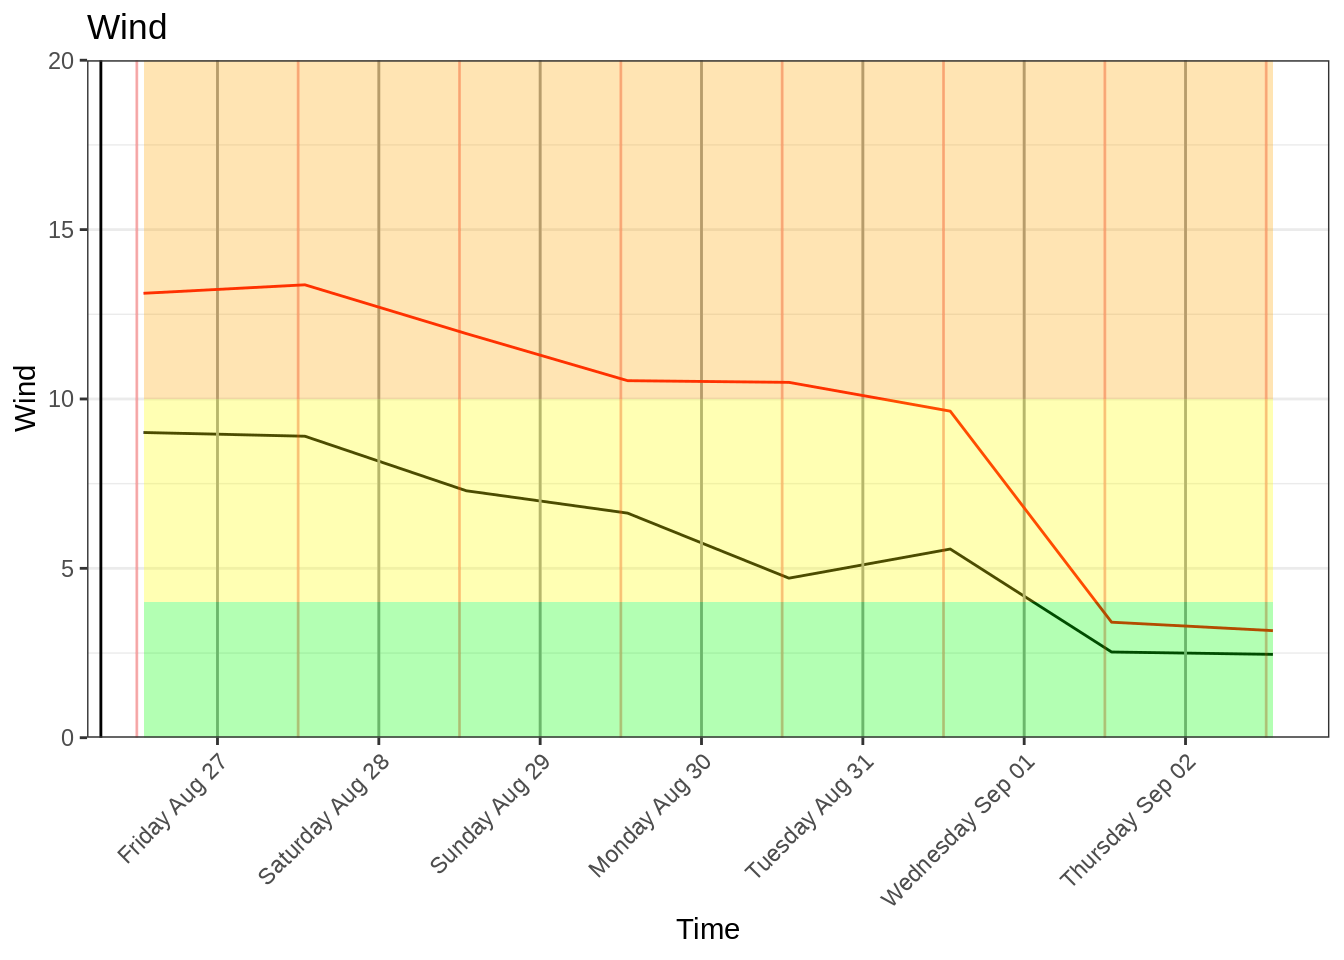 Wind
20
15
10
5
0
Wind
Friday Aug 27
Saturday Aug 28
Sunday Aug 29
Monday Aug 30
Tuesday Aug 31
Wednesday Sep 01
Thursday Sep 02
Time